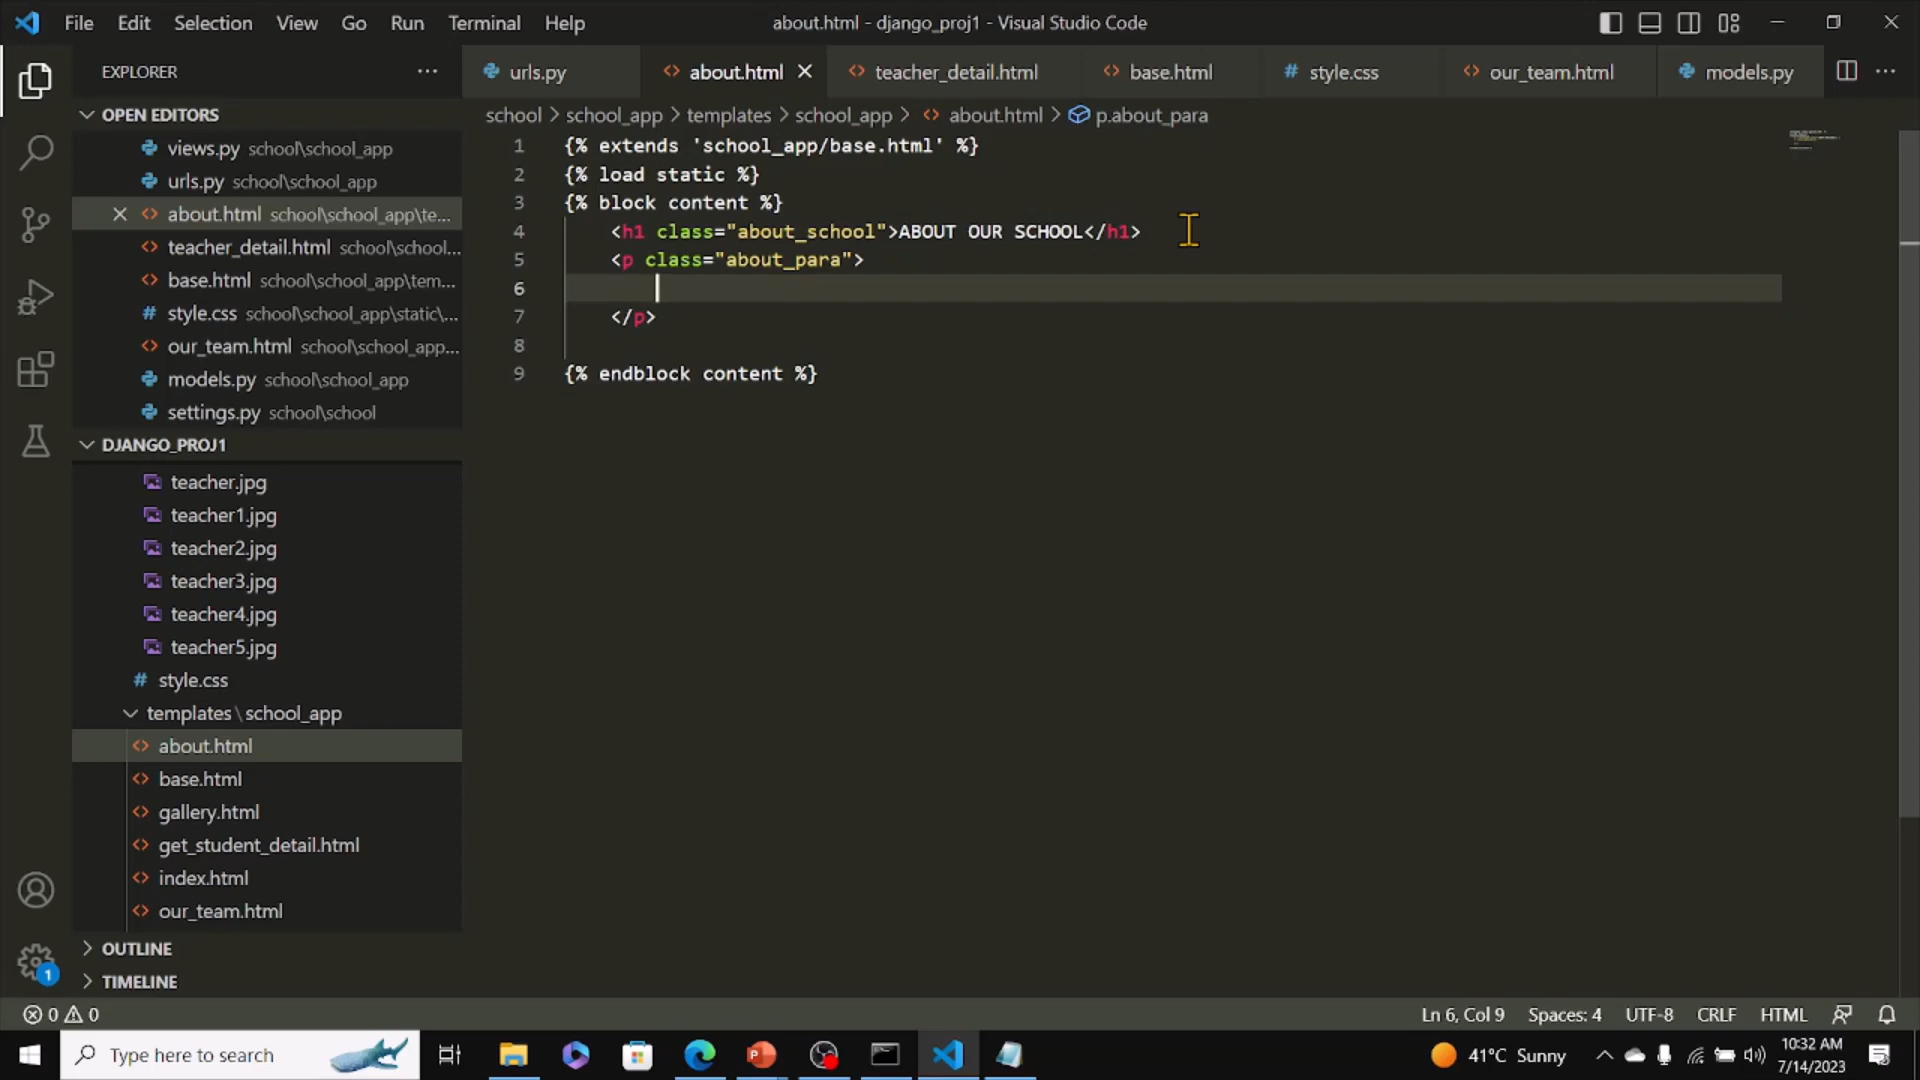 File Edit Selection View Go Run Terminal Help about.html - django_proj1 - Visual Studio Code
EXPLORER
urls.py about.html teacher_detail.html base.html style.css our_team.html models.py
OPEN EDITORS
school > school_app > templates > school_app > about.html > p.about_para
views.py school\school_app
urls.py school\school_app
about.html school\school_app\te...
teacher_detail.html school\school...
base.html school\school_app\tem...
style.css school\school_app\static\...
our_team.html school\school_app...
models.py school\school_app
settings.py school\school
DJANGO_PROJ1
teacher.jpg
teacher1.jpg
teacher2.jpg
teacher3.jpg
teacher4.jpg
teacher5.jpg
style.css
templates\school_app
about.html
base.html
gallery.html
get_student_detail.html
index.html
our_team.html
OUTLINE
TIMELINE
1 {% extends 'school_app/base.html' %}
2 {% load static %}
3 {% block content %}
4 <h1 class="about_school">ABOUT OUR SCHOOL</h1>
5 <p class="about_para">
6
7 </p>
8
9 {% endblock content %}
1
0 0 Ln 6, Col 9 Spaces: 4 UTF-8 CRLF HTML
Type here to search 41°C Sunny 10:32 AM
7/14/2023